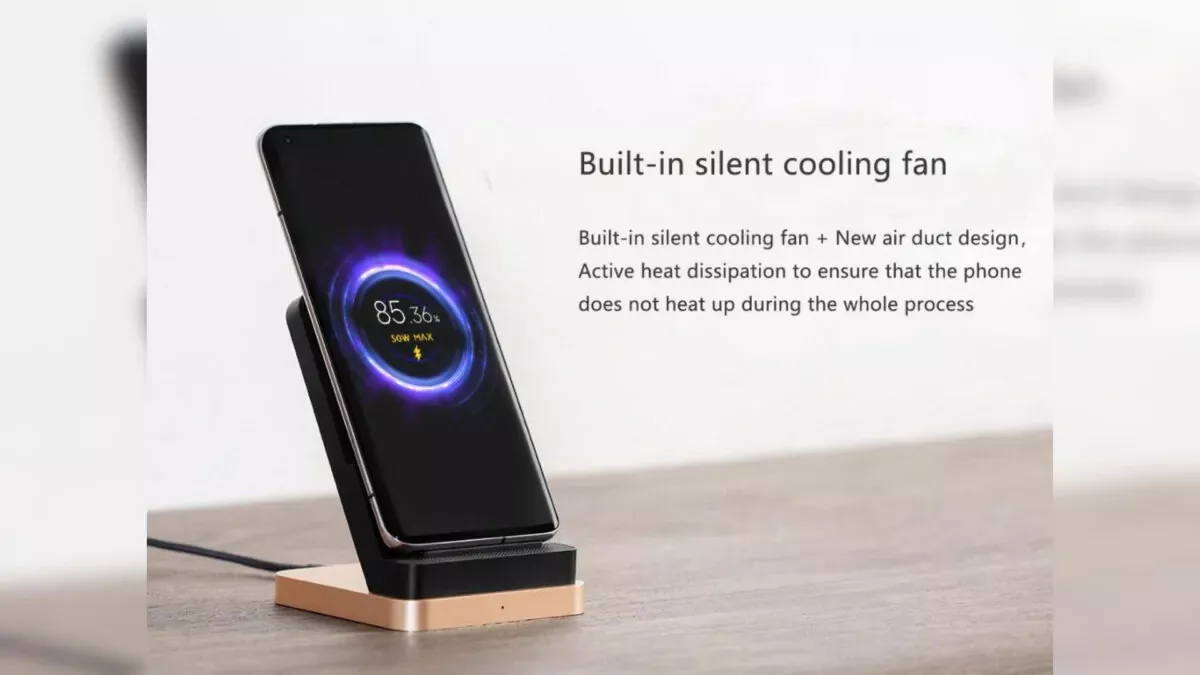 Built-in silent cooling fan
Built-in silent cooling fan + New air duct design,
Active heat dissipation to ensure that the phone
does not heat up during the whole process
85.36%
50W MAX